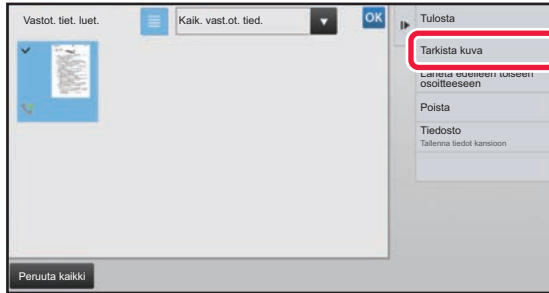 Vastot. tiet. luet.
Kaik. vast.ot. tied.
OK
Tulosta
Tarkista kuva
Lähetä edelleen toiseen
osoitteeseen
Poista
Tiedosto
Tallenna tiedot kansioon
Peruuta kaikki